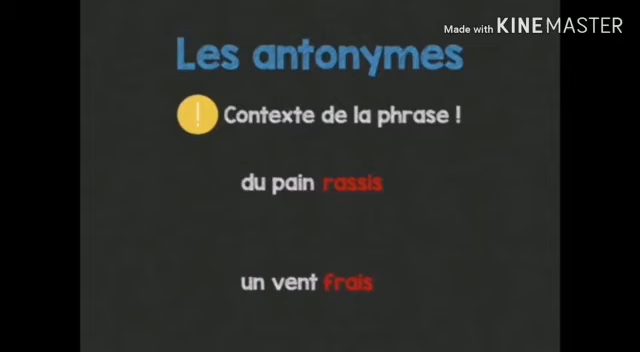 Made with KINEMASTER
Les antonymes
! Contexte de la phrase !
du pain rassis
un vent frais